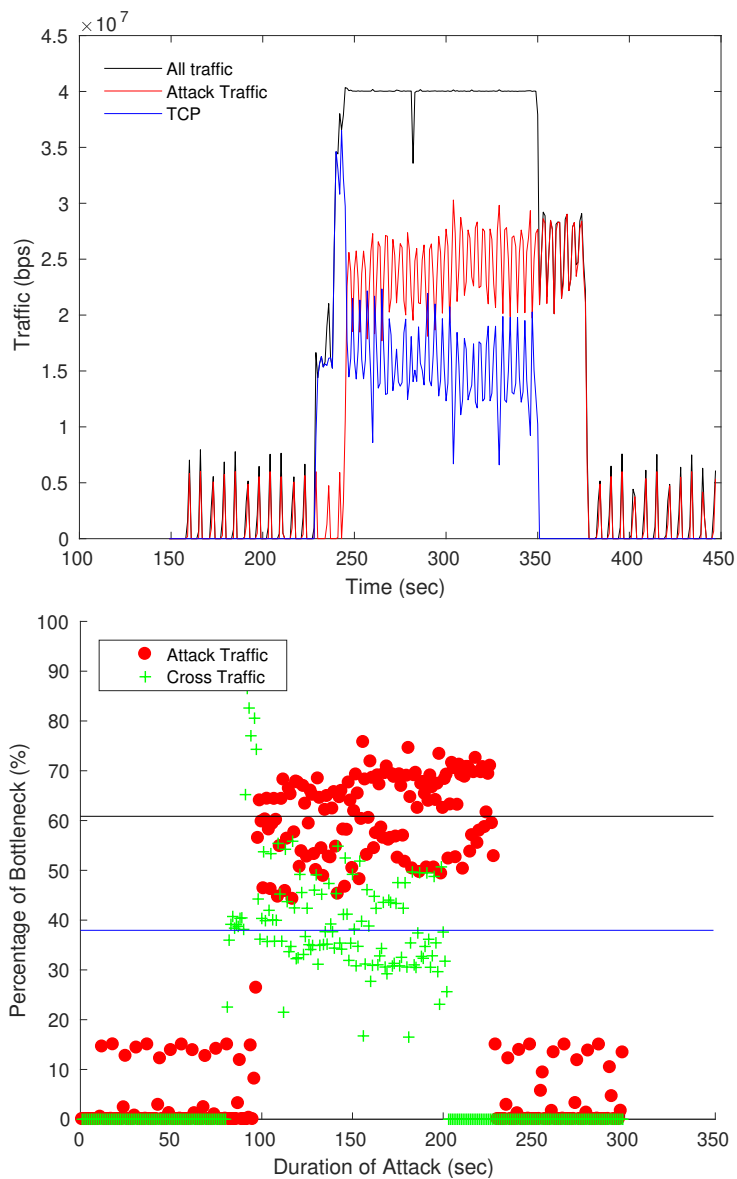 ×10^7
4.5
4
3.5
3
2.5
2
1.5
1
0.5
0
Traffic (bps)
All traffic
Attack Traffic
TCP
100 150 200 250 300 350 400 450
Time (sec)
100
90
80
70
60
50
40
30
20
10
0
Percentage of Bottleneck (%)
Attack Traffic
Cross Traffic
0 50 100 150 200 250 300 350
Duration of Attack (sec)